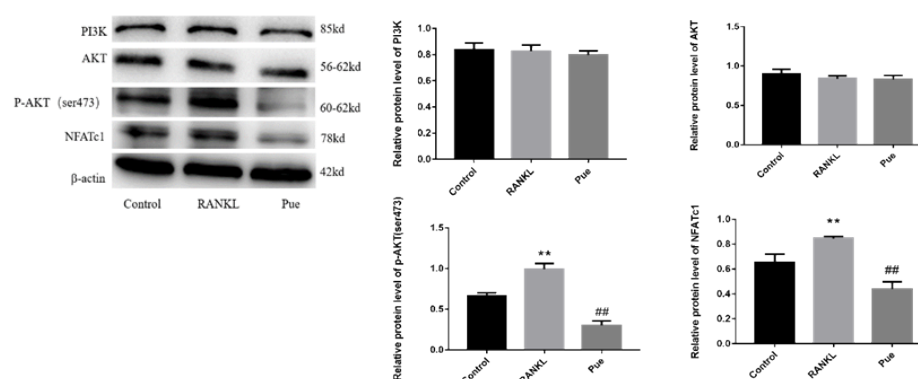 PI3K
85kd
AKT
56-62kd
P-AKT (ser473)
60-62kd
NFATc1
78kd
β-actin
42kd
Control RANKL Pue
Relative protein level of PI3K
1.0
0.8
0.6
0.4
0.2
0.0
Control RANKL Pue
Relative protein level of AKT
1.5
1.0
0.5
0.0
Control RANKL Pue
Relative protein level of p-AKT(ser473)
1.5
1.0
0.5
0.0
**
##
Control RANKL Pue
Relative protein level of NFATc1
1.0
0.8
0.6
0.4
0.2
0.0
**
##
Control RANKL Pue